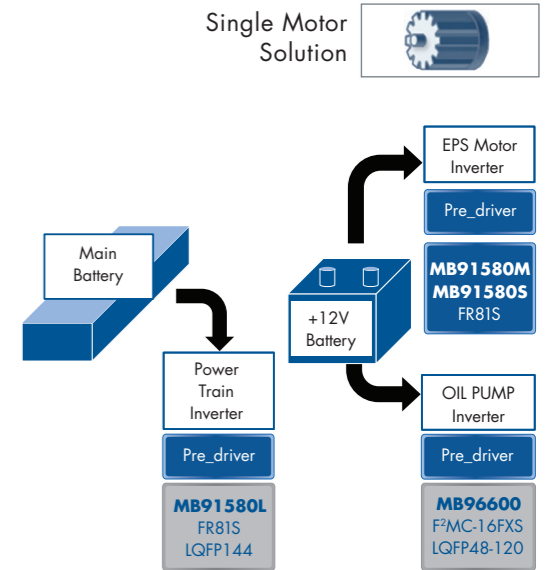 Single Motor
Solution
Main
Battery
Power
Train
Inverter
Pre_driver
MB91580L
FR81S
LQFP144
+12V
Battery
EPS Motor
Inverter
Pre_driver
MB91580M
MB91580S
FR81S
OIL PUMP
Inverter
Pre_driver
MB96600
F²MC-16FXS
LQFP48-120